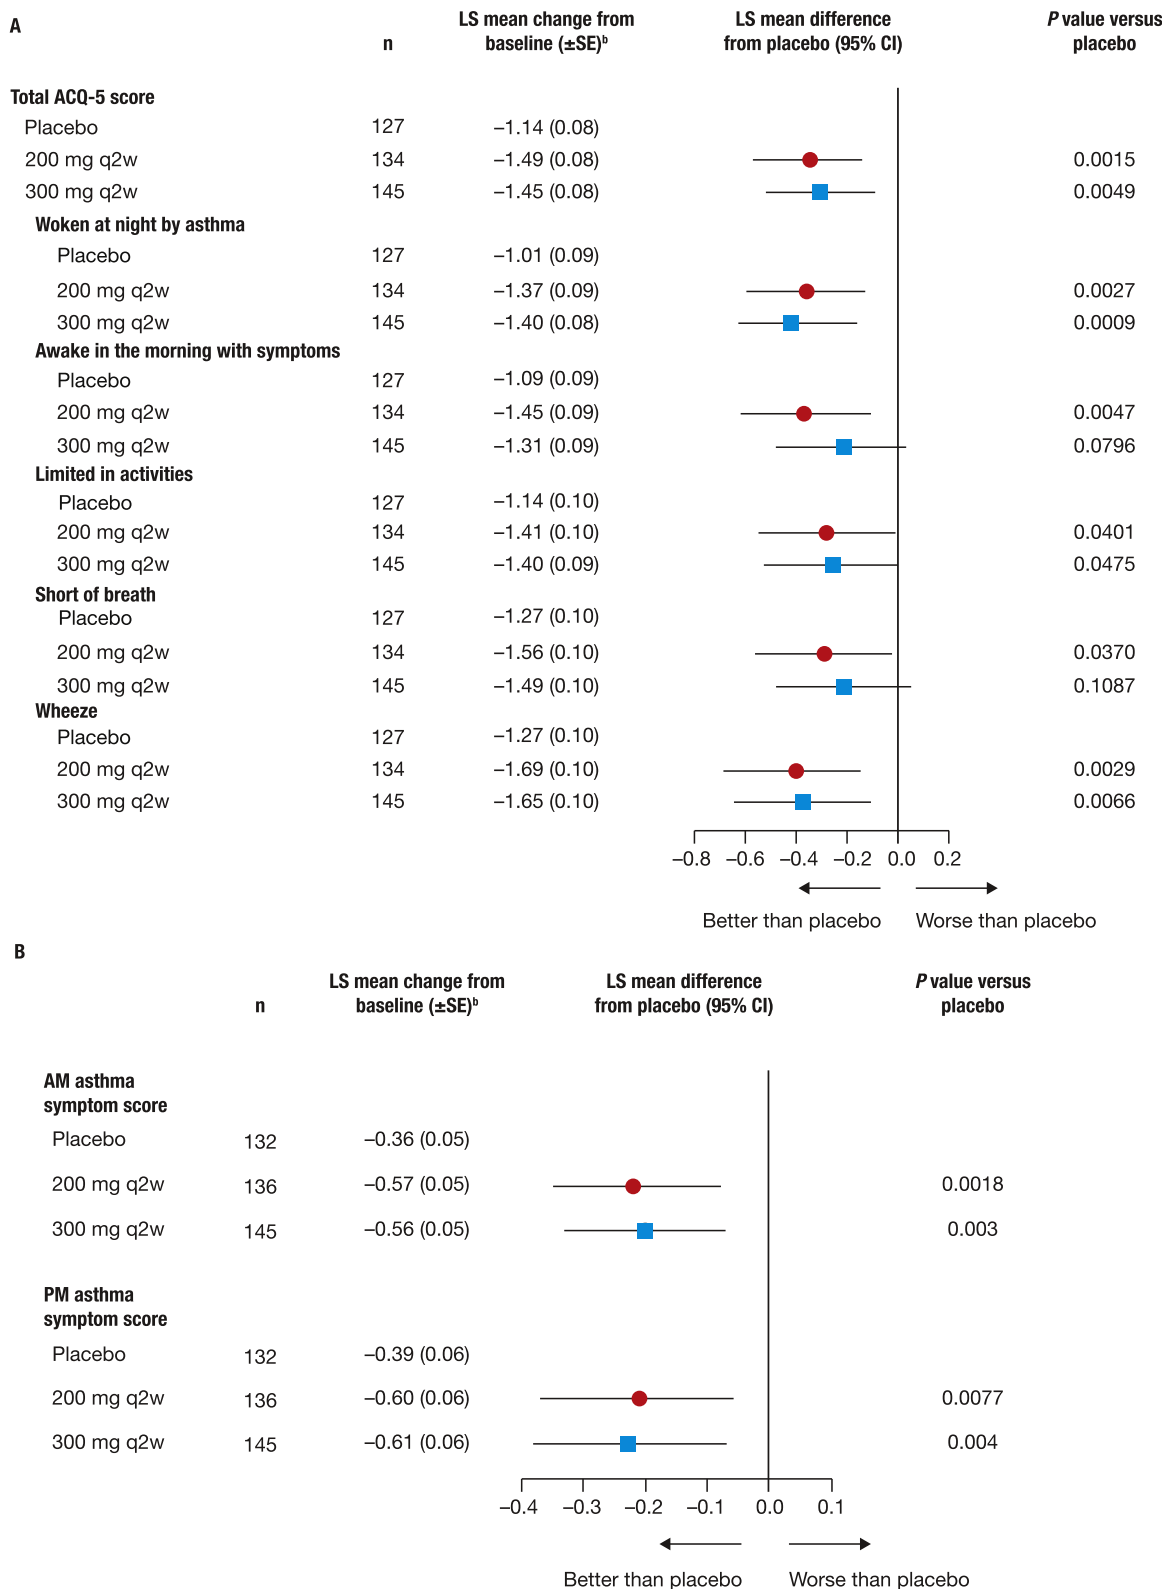 A
n
LS mean change from
baseline (±SE)ᵇ
LS mean difference
from placebo (95% CI)
P value versus
placebo
Total ACQ-5 score
Placebo 127 –1.14 (0.08)
200 mg q2w 134 –1.49 (0.08) 0.0015
300 mg q2w 145 –1.45 (0.08) 0.0049
Woken at night by asthma
Placebo 127 –1.01 (0.09)
200 mg q2w 134 –1.37 (0.09) 0.0027
300 mg q2w 145 –1.40 (0.08) 0.0009
Awake in the morning with symptoms
Placebo 127 –1.09 (0.09)
200 mg q2w 134 –1.45 (0.09) 0.0047
300 mg q2w 145 –1.31 (0.09) 0.0796
Limited in activities
Placebo 127 –1.14 (0.10)
200 mg q2w 134 –1.41 (0.10) 0.0401
300 mg q2w 145 –1.40 (0.09) 0.0475
Short of breath
Placebo 127 –1.27 (0.10)
200 mg q2w 134 –1.56 (0.10) 0.0370
300 mg q2w 145 –1.49 (0.10) 0.1087
Wheeze
Placebo 127 –1.27 (0.10)
200 mg q2w 134 –1.69 (0.10) 0.0029
300 mg q2w 145 –1.65 (0.10) 0.0066
–0.8 –0.6 –0.4 –0.2 0.0 0.2
Better than placebo Worse than placebo
B
n
LS mean change from
baseline (±SE)ᵇ
LS mean difference
from placebo (95% CI)
P value versus
placebo
AM asthma
symptom score
Placebo 132 –0.36 (0.05)
200 mg q2w 136 –0.57 (0.05) 0.0018
300 mg q2w 145 –0.56 (0.05) 0.003
PM asthma
symptom score
Placebo 132 –0.39 (0.06)
200 mg q2w 136 –0.60 (0.06) 0.0077
300 mg q2w 145 –0.61 (0.06) 0.004
–0.4 –0.3 –0.2 –0.1 0.0 0.1
Better than placebo Worse than placebo